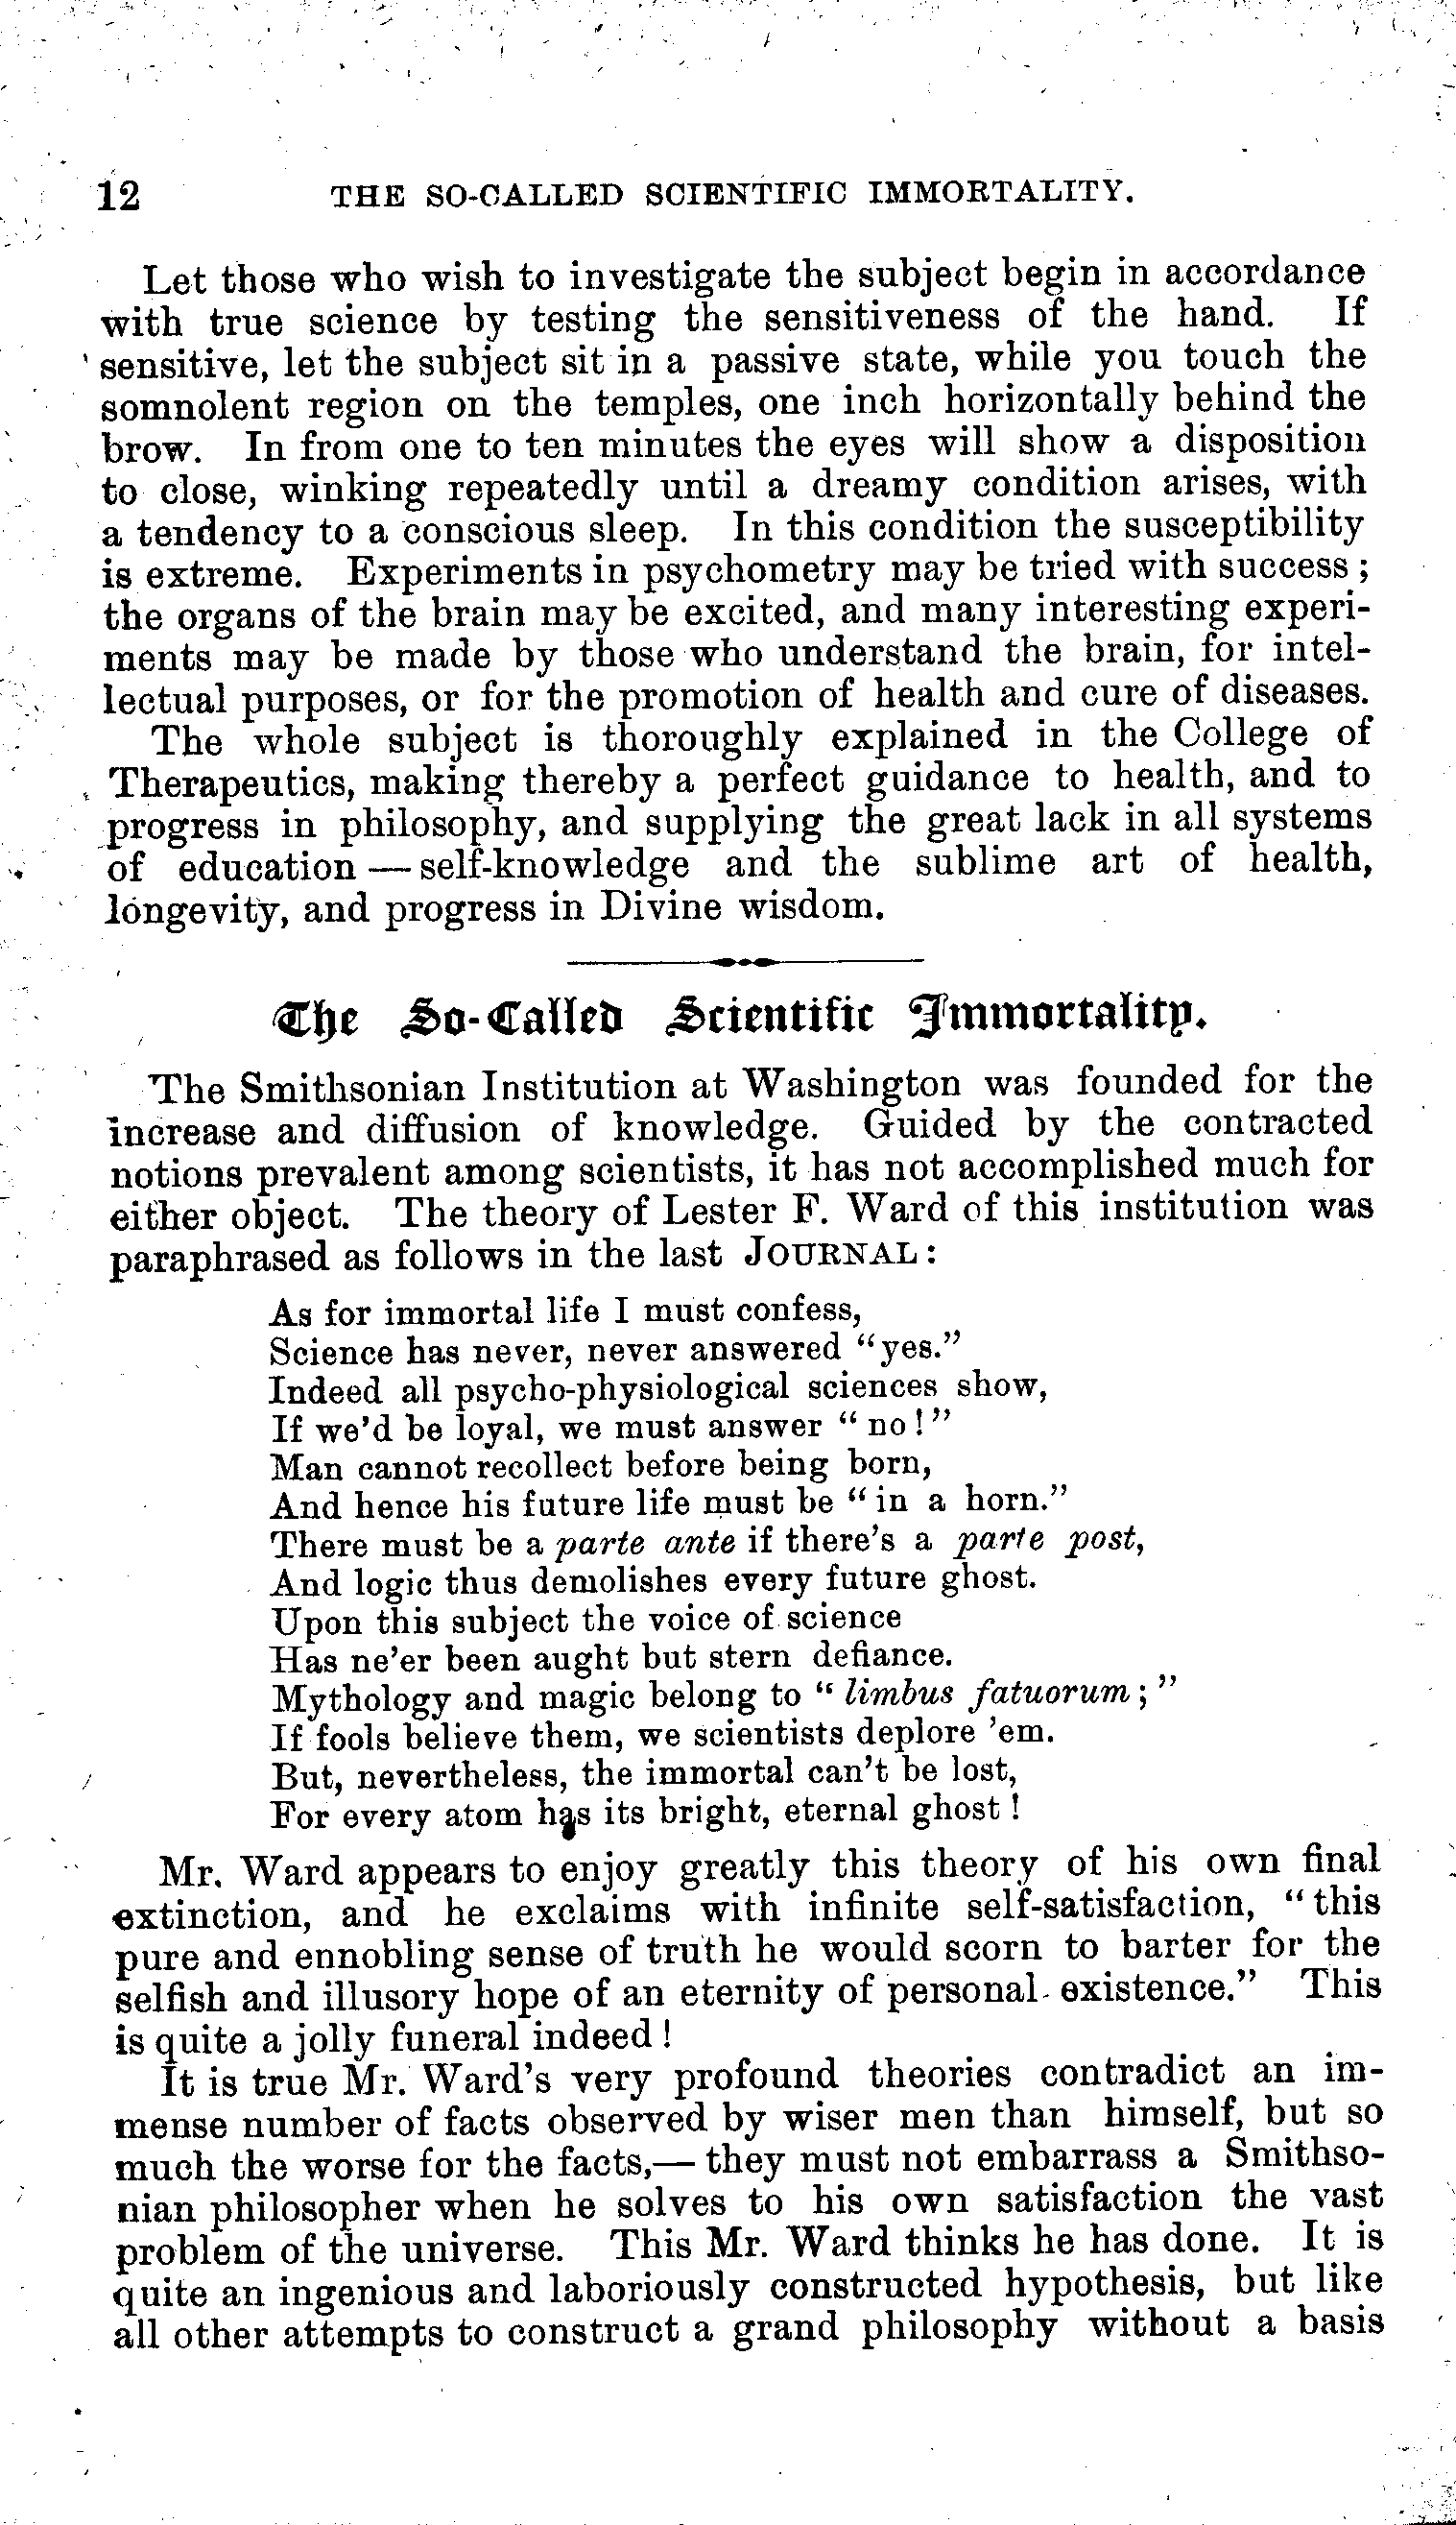 12 THE SO-CALLED SCIENTIFIC IMMORTALITY.
Let those who wish to investigate the subject begin in accordance
with true science by testing the sensitiveness of the hand. If
sensitive, let the subject sit in a passive state, while you touch the
somnolent region on the temples, one inch horizontally behind the
brow. In from one to ten minutes the eyes will show a disposition
to close, winking repeatedly until a dreamy condition arises, with
a tendency to a conscious sleep. In this condition the susceptibility
is extreme. Experiments in psychometry may be tried with success;
the organs of the brain may be excited, and many interesting experi-
ments may be made by those who understand the brain, for intel-
lectual purposes, or for the promotion of health and cure of diseases.
The whole subject is thoroughly explained in the College of
Therapeutics, making thereby a perfect guidance to health, and to
progress in philosophy, and supplying the great lack in all systems
of education — self-knowledge and the sublime art of health,
longevity, and progress in Divine wisdom.
The So-Called Scientific Immortality.
The Smithsonian Institution at Washington was founded for the
increase and diffusion of knowledge. Guided by the contracted
notions prevalent among scientists, it has not accomplished much for
either object. The theory of Lester F. Ward of this institution was
paraphrased as follows in the last JOURNAL:
As for immortal life I must confess,
Science has never, never answered "yes."
Indeed all psycho-physiological sciences show,
If we'd be loyal, we must answer "no!"
Man cannot recollect before being born,
And hence his future life must be "in a horn."
There must be a parte ante if there's a parte post,
And logic thus demolishes every future ghost.
Upon this subject the voice of science
Has ne'er been aught but stern defiance.
Mythology and magic belong to "limbus fatuorum;"
If fools believe them, we scientists deplore 'em.
But, nevertheless, the immortal can't be lost,
For every atom has its bright, eternal ghost!
Mr. Ward appears to enjoy greatly this theory of his own final
extinction, and he exclaims with infinite self-satisfaction, "this
pure and ennobling sense of truth he would scorn to barter for the
selfish and illusory hope of an eternity of personal existence." This
is quite a jolly funeral indeed!
It is true Mr. Ward's very profound theories contradict an im-
mense number of facts observed by wiser men than himself, but so
much the worse for the facts,— they must not embarrass a Smithso-
nian philosopher when he solves to his own satisfaction the vast
problem of the universe. This Mr. Ward thinks he has done. It is
quite an ingenious and laboriously constructed hypothesis, but like
all other attempts to construct a grand philosophy without a basis